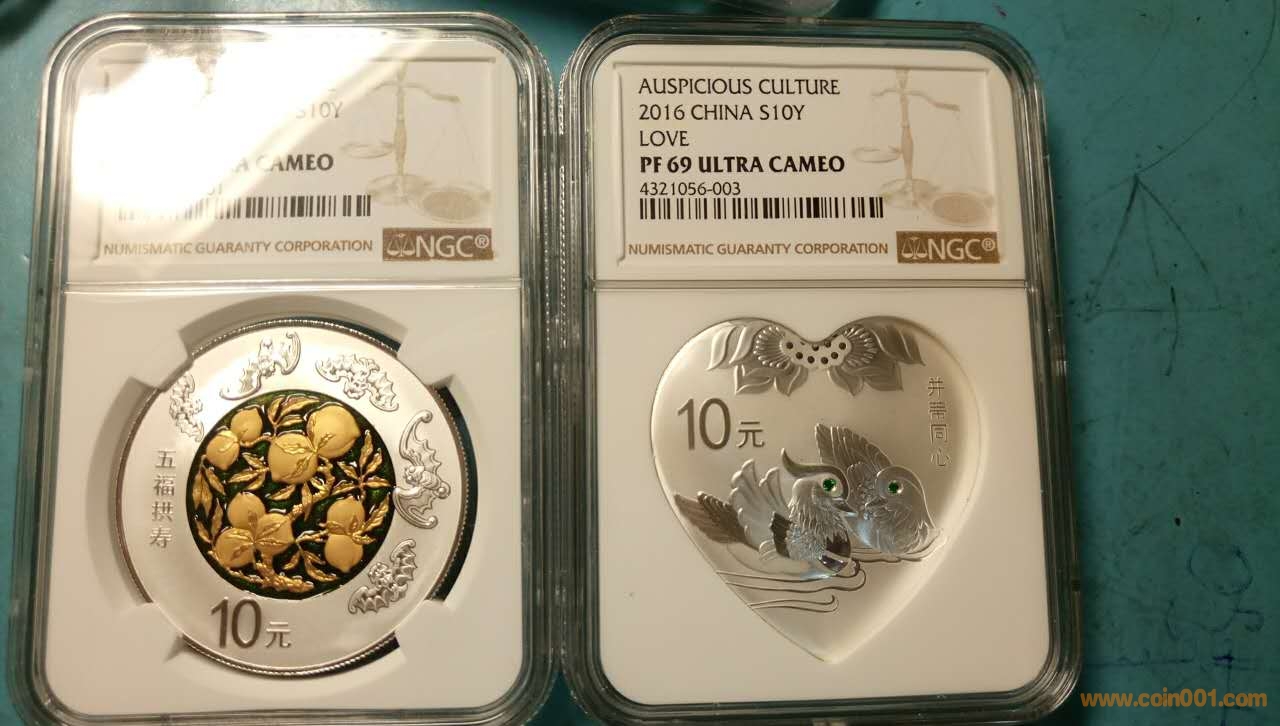 S10Y
CAMEO
NUMISMATIC GUARANTY CORPORATION
NGC®
五福拱寿
10元
AUSPICIOUS CULTURE
2016 CHINA S10Y
LOVE
PF 69 ULTRA CAMEO
4321056-003
NUMISMATIC GUARANTY CORPORATION
NGC®
10元
并蒂同心
www.coin001.com